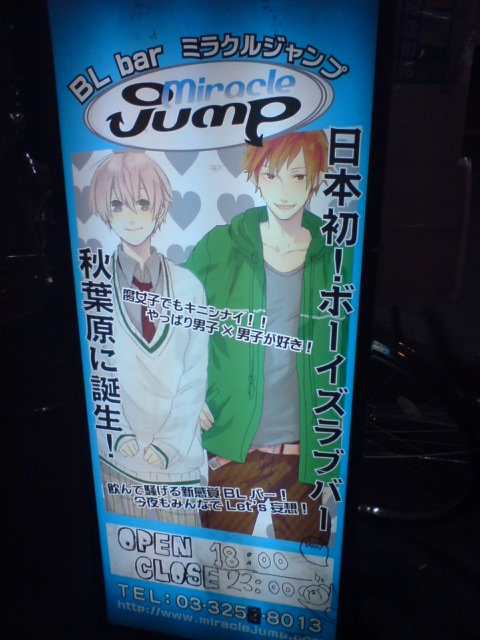 BL bar ミラクルジャンプ
miracle
Jump
日本初！ボーイズラブバー
秋葉原に誕生！
腐女子でもキニシナイ！！
やっぱり男子×男子が好き！
飲んで騒げる新感覚BLバー！
今夜もみんなでLet's妄想！
OPEN 18:00
CLOSE 23:00
TEL：03-325 -8013
http://www.miracleJump.